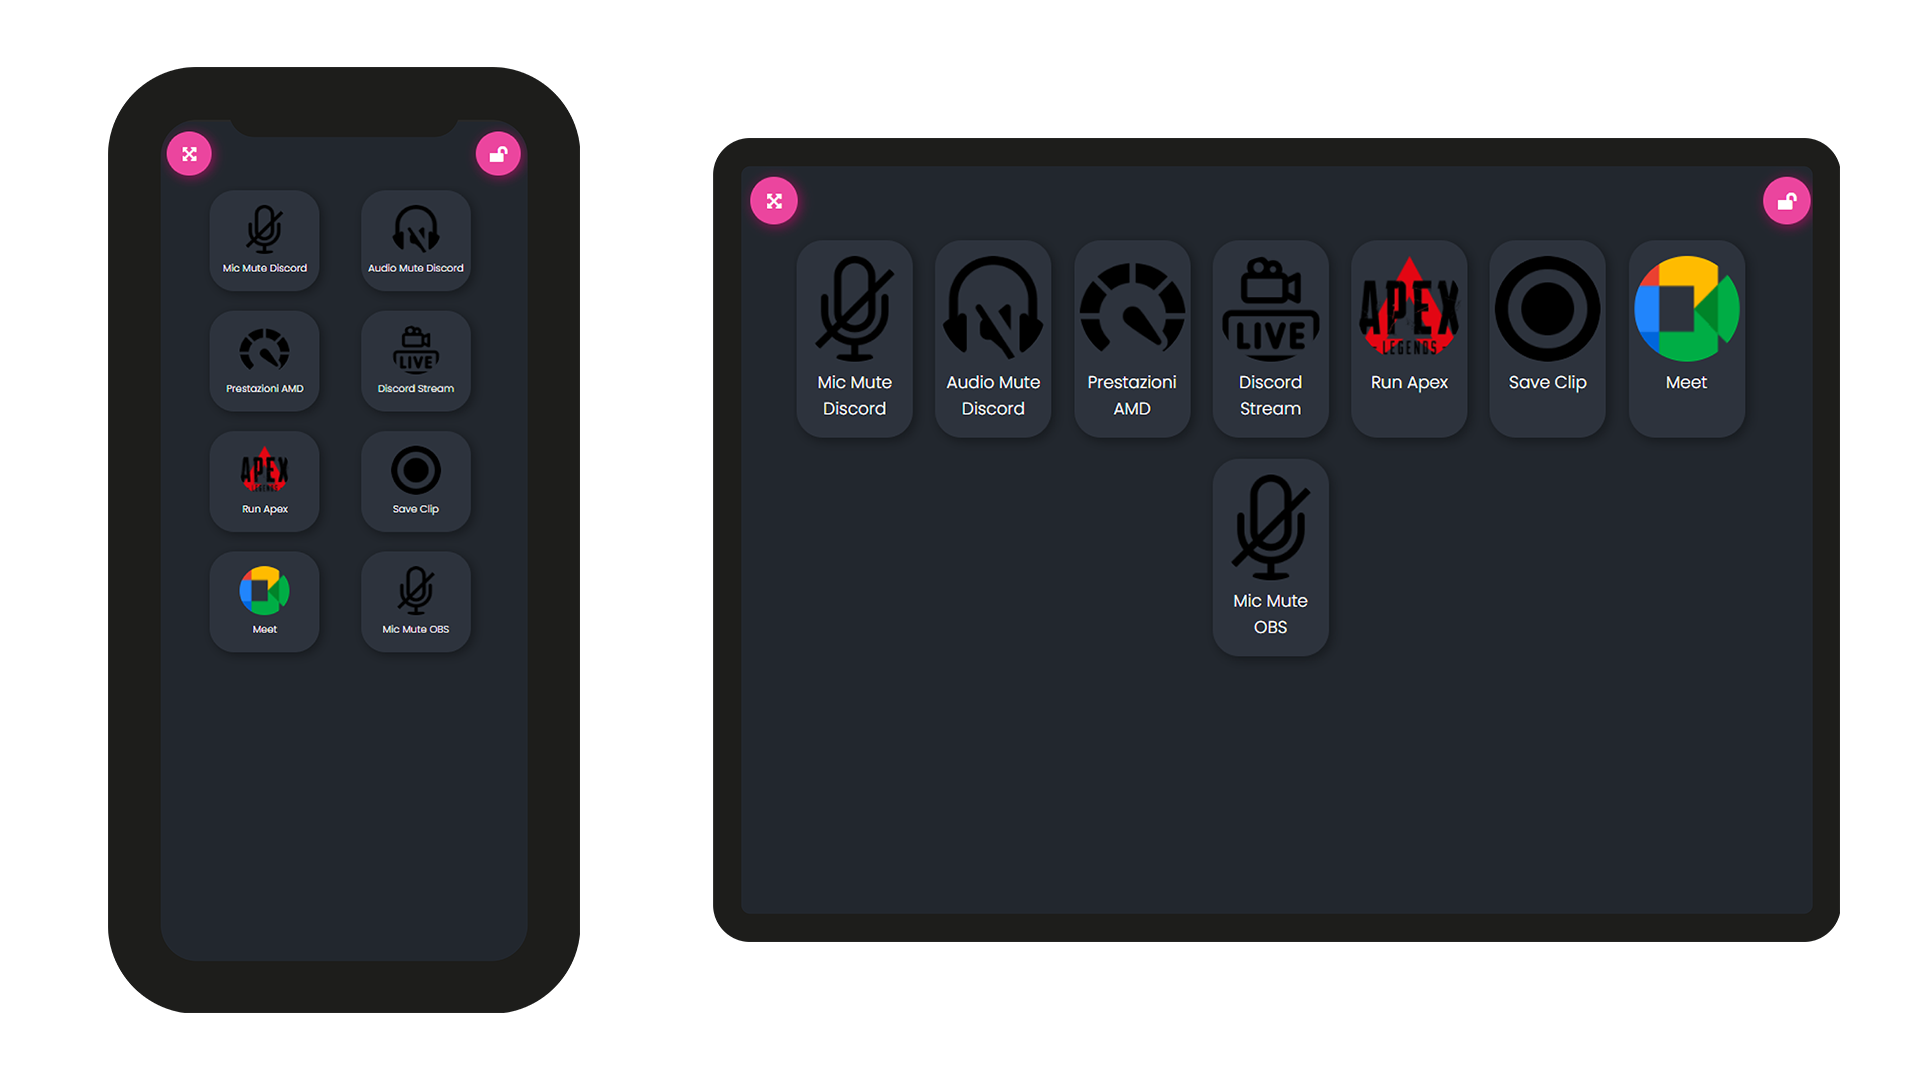 Mic Mute Discord
Audio Mute Discord
Prestazioni AMD
LIVE
Discord Stream
APEX
LEGENDS
Run Apex
Save Clip
Meet
Mic Mute OBS
Mic Mute
Discord
Audio Mute
Discord
Prestazioni
AMD
LIVE
Discord
Stream
APEX
LEGENDS
Run Apex
Save Clip
Meet
Mic Mute
OBS